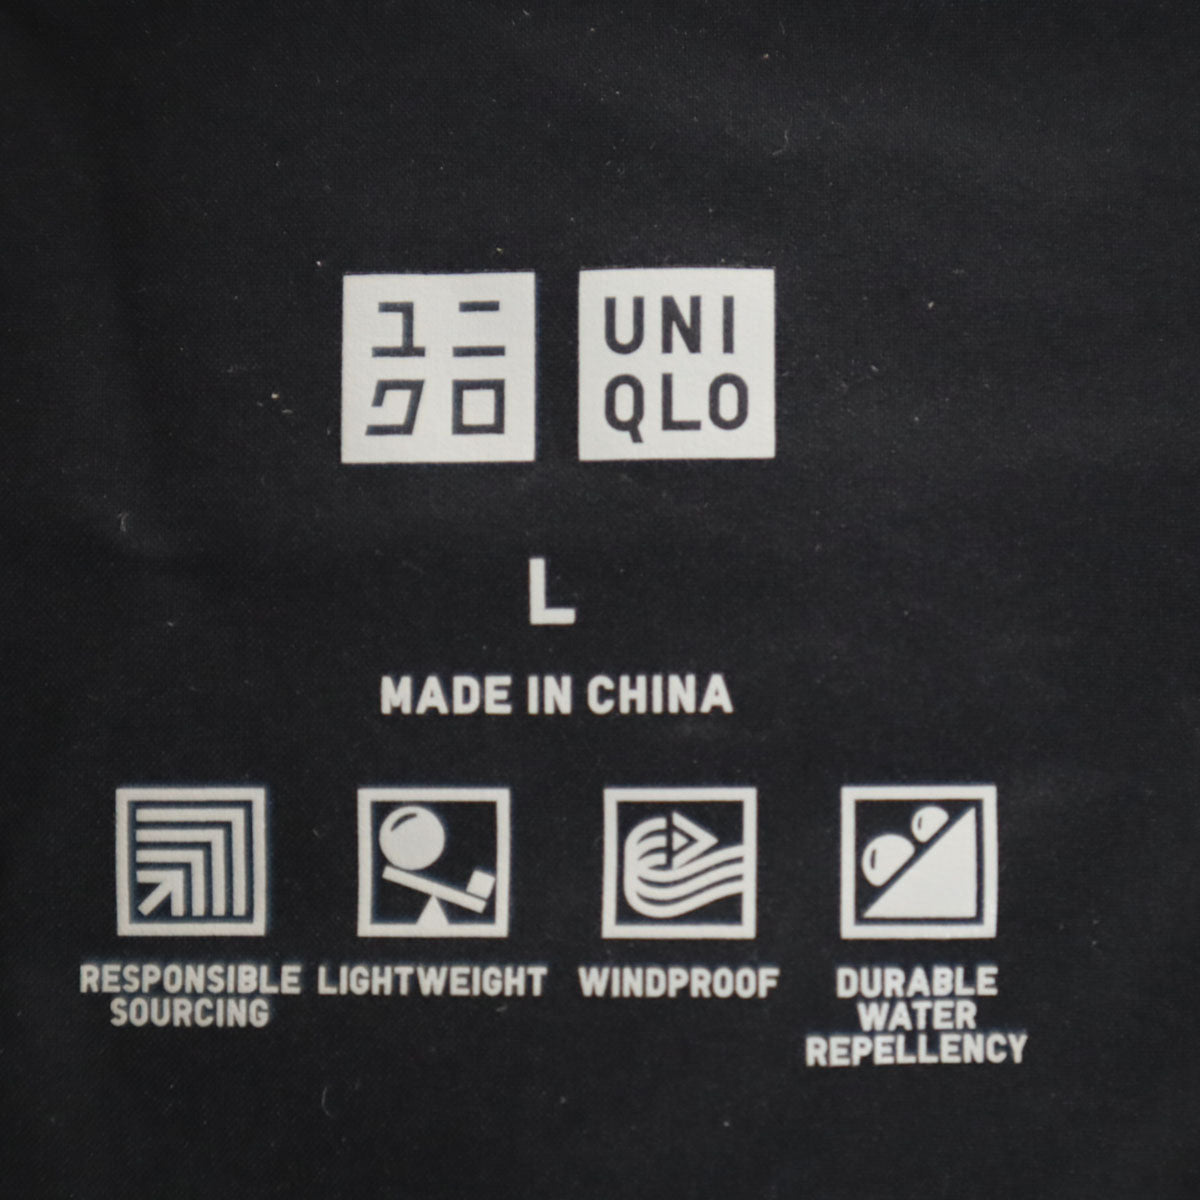 ユニ
クロ
UNI
QLO
L
MADE IN CHINA
RESPONSIBLE
SOURCING
LIGHTWEIGHT
WINDPROOF
DURABLE
WATER
REPELLENCY